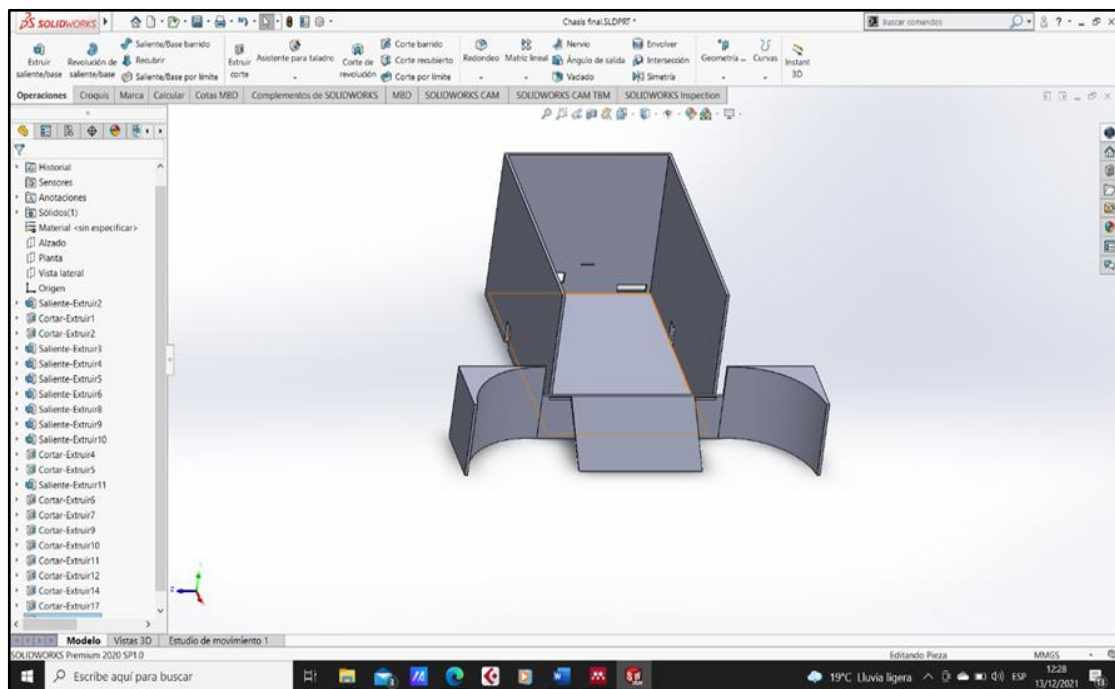 SOLIDWORKS
Chasis final.SLDPRT *
Buscar comandos
Extruir saliente/base
Revolución de saliente/base
Saliente/Base barrido
Recubrir
Saliente/Base por límite
Extruir corte
Asistente para taladro
Corte de revolución
Corte barrido
Corte recubierto
Corte por límite
Redondeo
Matriz lineal
Nervio
Ángulo de salida
Vaciado
Envolver
Intersección
Simetría
Geometría ...
Curvas
Instant 3D
Operaciones Croquis Marca Calcular Cotas MBD Complementos de SOLIDWORKS MBD SOLIDWORKS CAM SOLIDWORKS CAM TBM SOLIDWORKS Inspection
Historial
Sensores
Anotaciones
Sólidos(1)
Material <sin especificar>
Alzado
Planta
Vista lateral
Origen
Saliente-Extruir2
Cortar-Extruir1
Cortar-Extruir2
Saliente-Extruir3
Saliente-Extruir4
Saliente-Extruir5
Saliente-Extruir6
Saliente-Extruir8
Saliente-Extruir9
Saliente-Extruir10
Cortar-Extruir4
Cortar-Extruir5
Saliente-Extruir11
Cortar-Extruir6
Cortar-Extruir7
Cortar-Extruir9
Cortar-Extruir10
Cortar-Extruir11
Cortar-Extruir12
Cortar-Extruir14
Cortar-Extruir17
Modelo Vistas 3D Estudio de movimiento 1
SOLIDWORKS Premium 2020 SP1.0
Editando Pieza
MMGS
Escribe aquí para buscar
19°C Lluvia ligera
ESP
12:28
13/12/2021